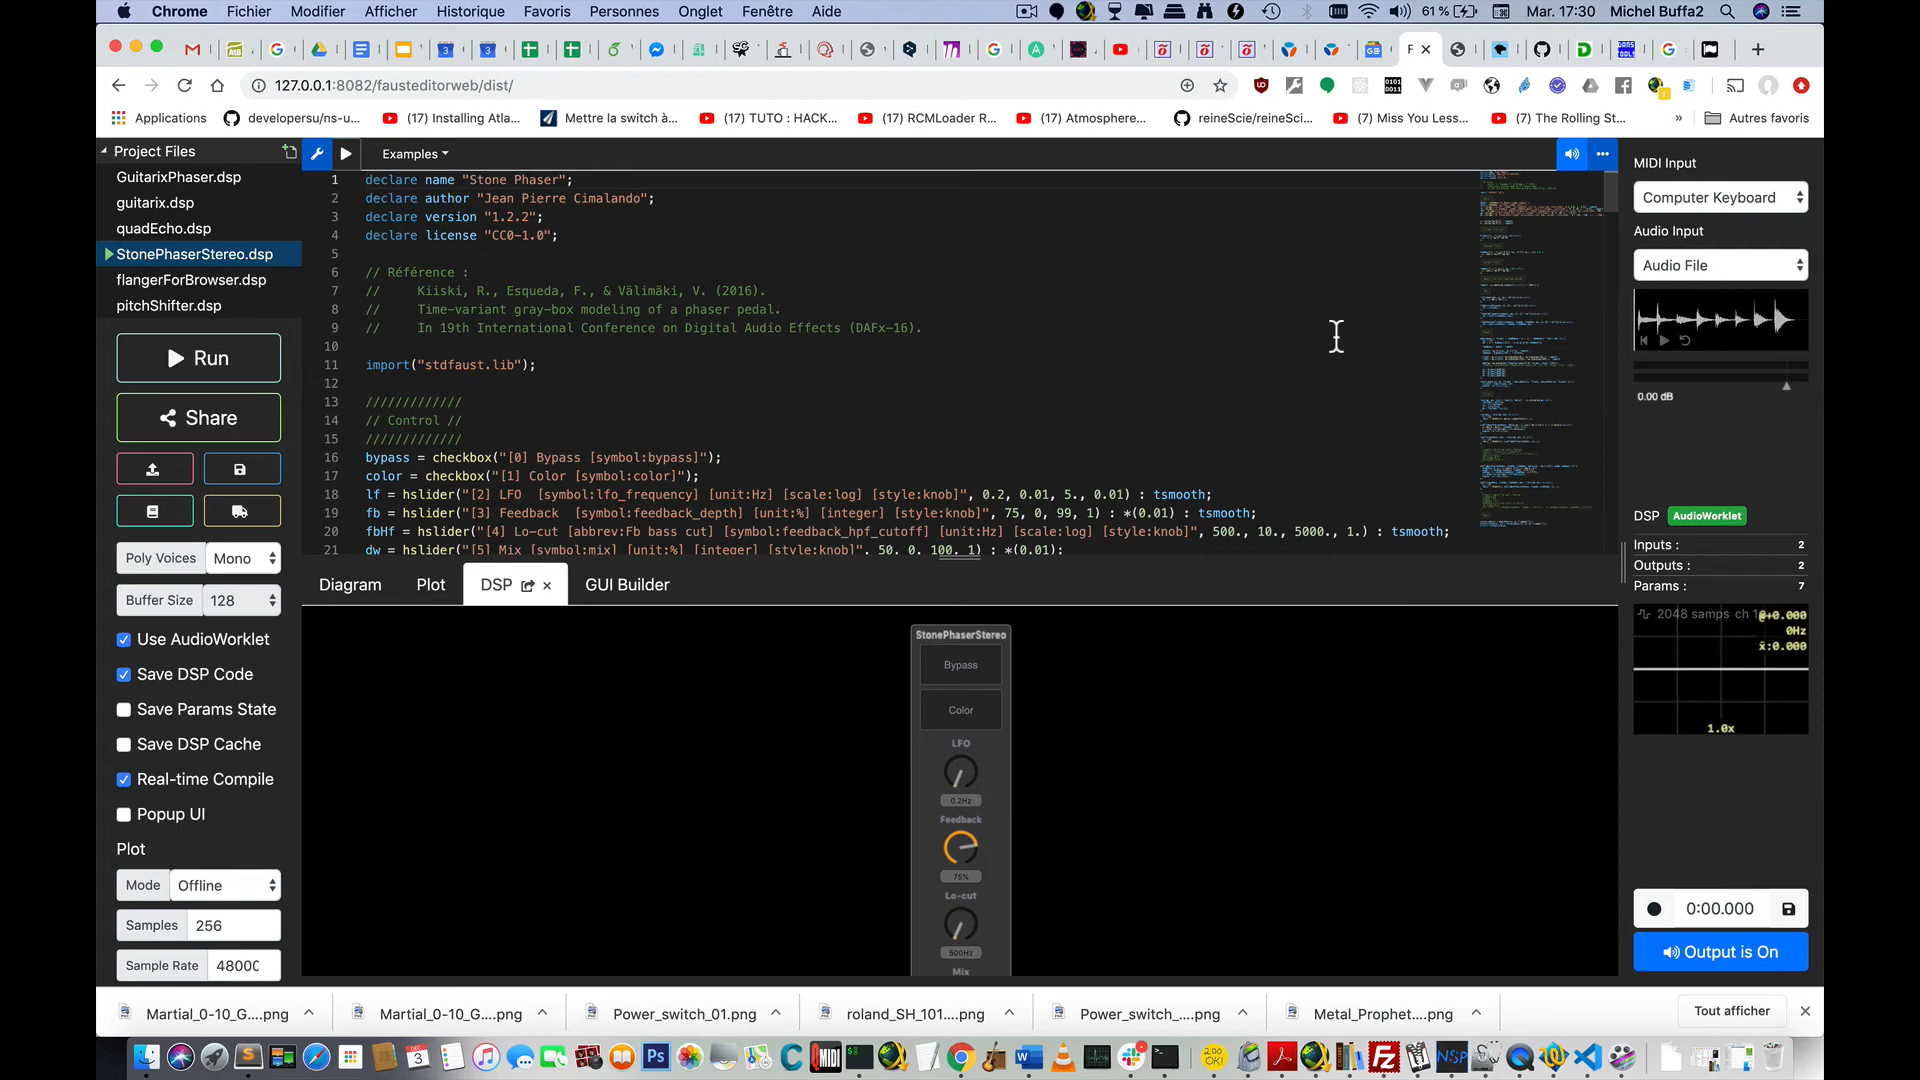 Chrome Fichier Modifier Afficher Historique Favoris Personnes Onglet Fenêtre Aide 61 % Mar. 17:30 Michel Buffa2
127.0.0.1:8082/fausteditorweb/dist/
Applications developersu/ns-u... (17) Installing Atla... Mettre la switch à... (17) TUTO : HACK... (17) RCMLoader R... (17) Atmosphere... reineScie/reineSci... (7) Miss You Less... (7) The Rolling St... » Autres favoris
Project Files
GuitarixPhaser.dsp
guitarix.dsp
quadEcho.dsp
StonePhaserStereo.dsp
flangerForBrowser.dsp
pitchShifter.dsp
Run
Share
Poly Voices Mono
Buffer Size 128
Use AudioWorklet
Save DSP Code
Save Params State
Save DSP Cache
Real-time Compile
Popup UI
Plot
Mode Offline
Samples 256
Sample Rate 4800
Examples
1 declare name "Stone Phaser";
2 declare author "Jean Pierre Cimalando";
3 declare version "1.2.2";
4 declare license "CC0-1.0";
5
6 // Référence :
7 // Kiiski, R., Esqueda, F., & Välimäki, V. (2016).
8 // Time-variant gray-box modeling of a phaser pedal.
9 // In 19th International Conference on Digital Audio Effects (DAFx-16).
10
11 import("stdfaust.lib");
12
13 /////////////
14 // Control //
15 /////////////
16 bypass = checkbox("[0] Bypass [symbol:bypass]");
17 color = checkbox("[1] Color [symbol:color]");
18 lf = hslider("[2] LFO [symbol:lfo_frequency] [unit:Hz] [scale:log] [style:knob]", 0.2, 0.01, 5., 0.01) : tsmooth;
19 fb = hslider("[3] Feedback [symbol:feedback_depth] [unit:%] [integer] [style:knob]", 75, 0, 99, 1) : *(0.01) : tsmooth;
20 fbHf = hslider("[4] Lo-cut [abbrev:Fb bass cut] [symbol:feedback_hpf_cutoff] [unit:Hz] [scale:log] [style:knob]", 500., 10., 5000., 1.) : tsmooth;
21 dw = hslider("[5] Mix [symbol:mix] [unit:%] [integer] [style:knob]", 50, 0, 100, 1) : *(0.01);
Diagram Plot DSP × GUI Builder
StonePhaserStereo
Bypass
Color
LFO
0.2Hz
Feedback
75%
Lo-cut
500Hz
Mix
MIDI Input
Computer Keyboard
Audio Input
Audio File
0.00 dB
DSP AudioWorklet
Inputs : 2
Outputs : 2
Params : 7
2048 samps ch 1 @+0.000
0Hz
x̄:0.000
1.0x
0:00.000
Output is On
Martial_0-10_G....png Martial_0-10_G....png Power_switch_01.png roland_SH_101....png Power_switch_....png Metal_Prophet....png Tout afficher